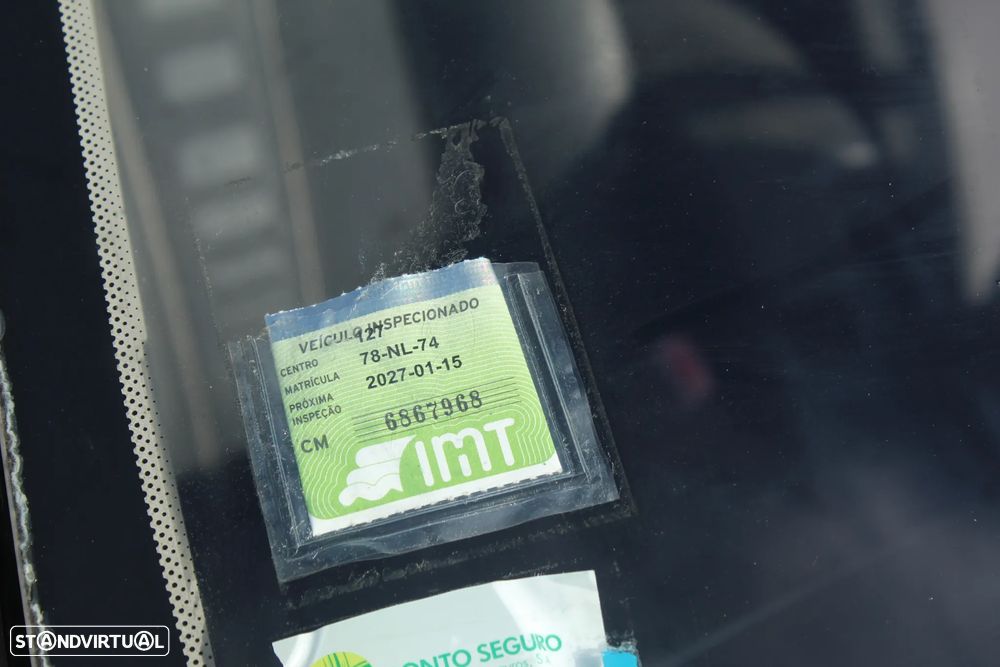 VEÍCULO INSPECIONADO
CENTRO 127
MATRÍCULA 78-NL-74
PRÓXIMA
INSPEÇÃO 2027-01-15
CM 6867968
IMT
ONTO SEGURO
STANDVIRTUAL